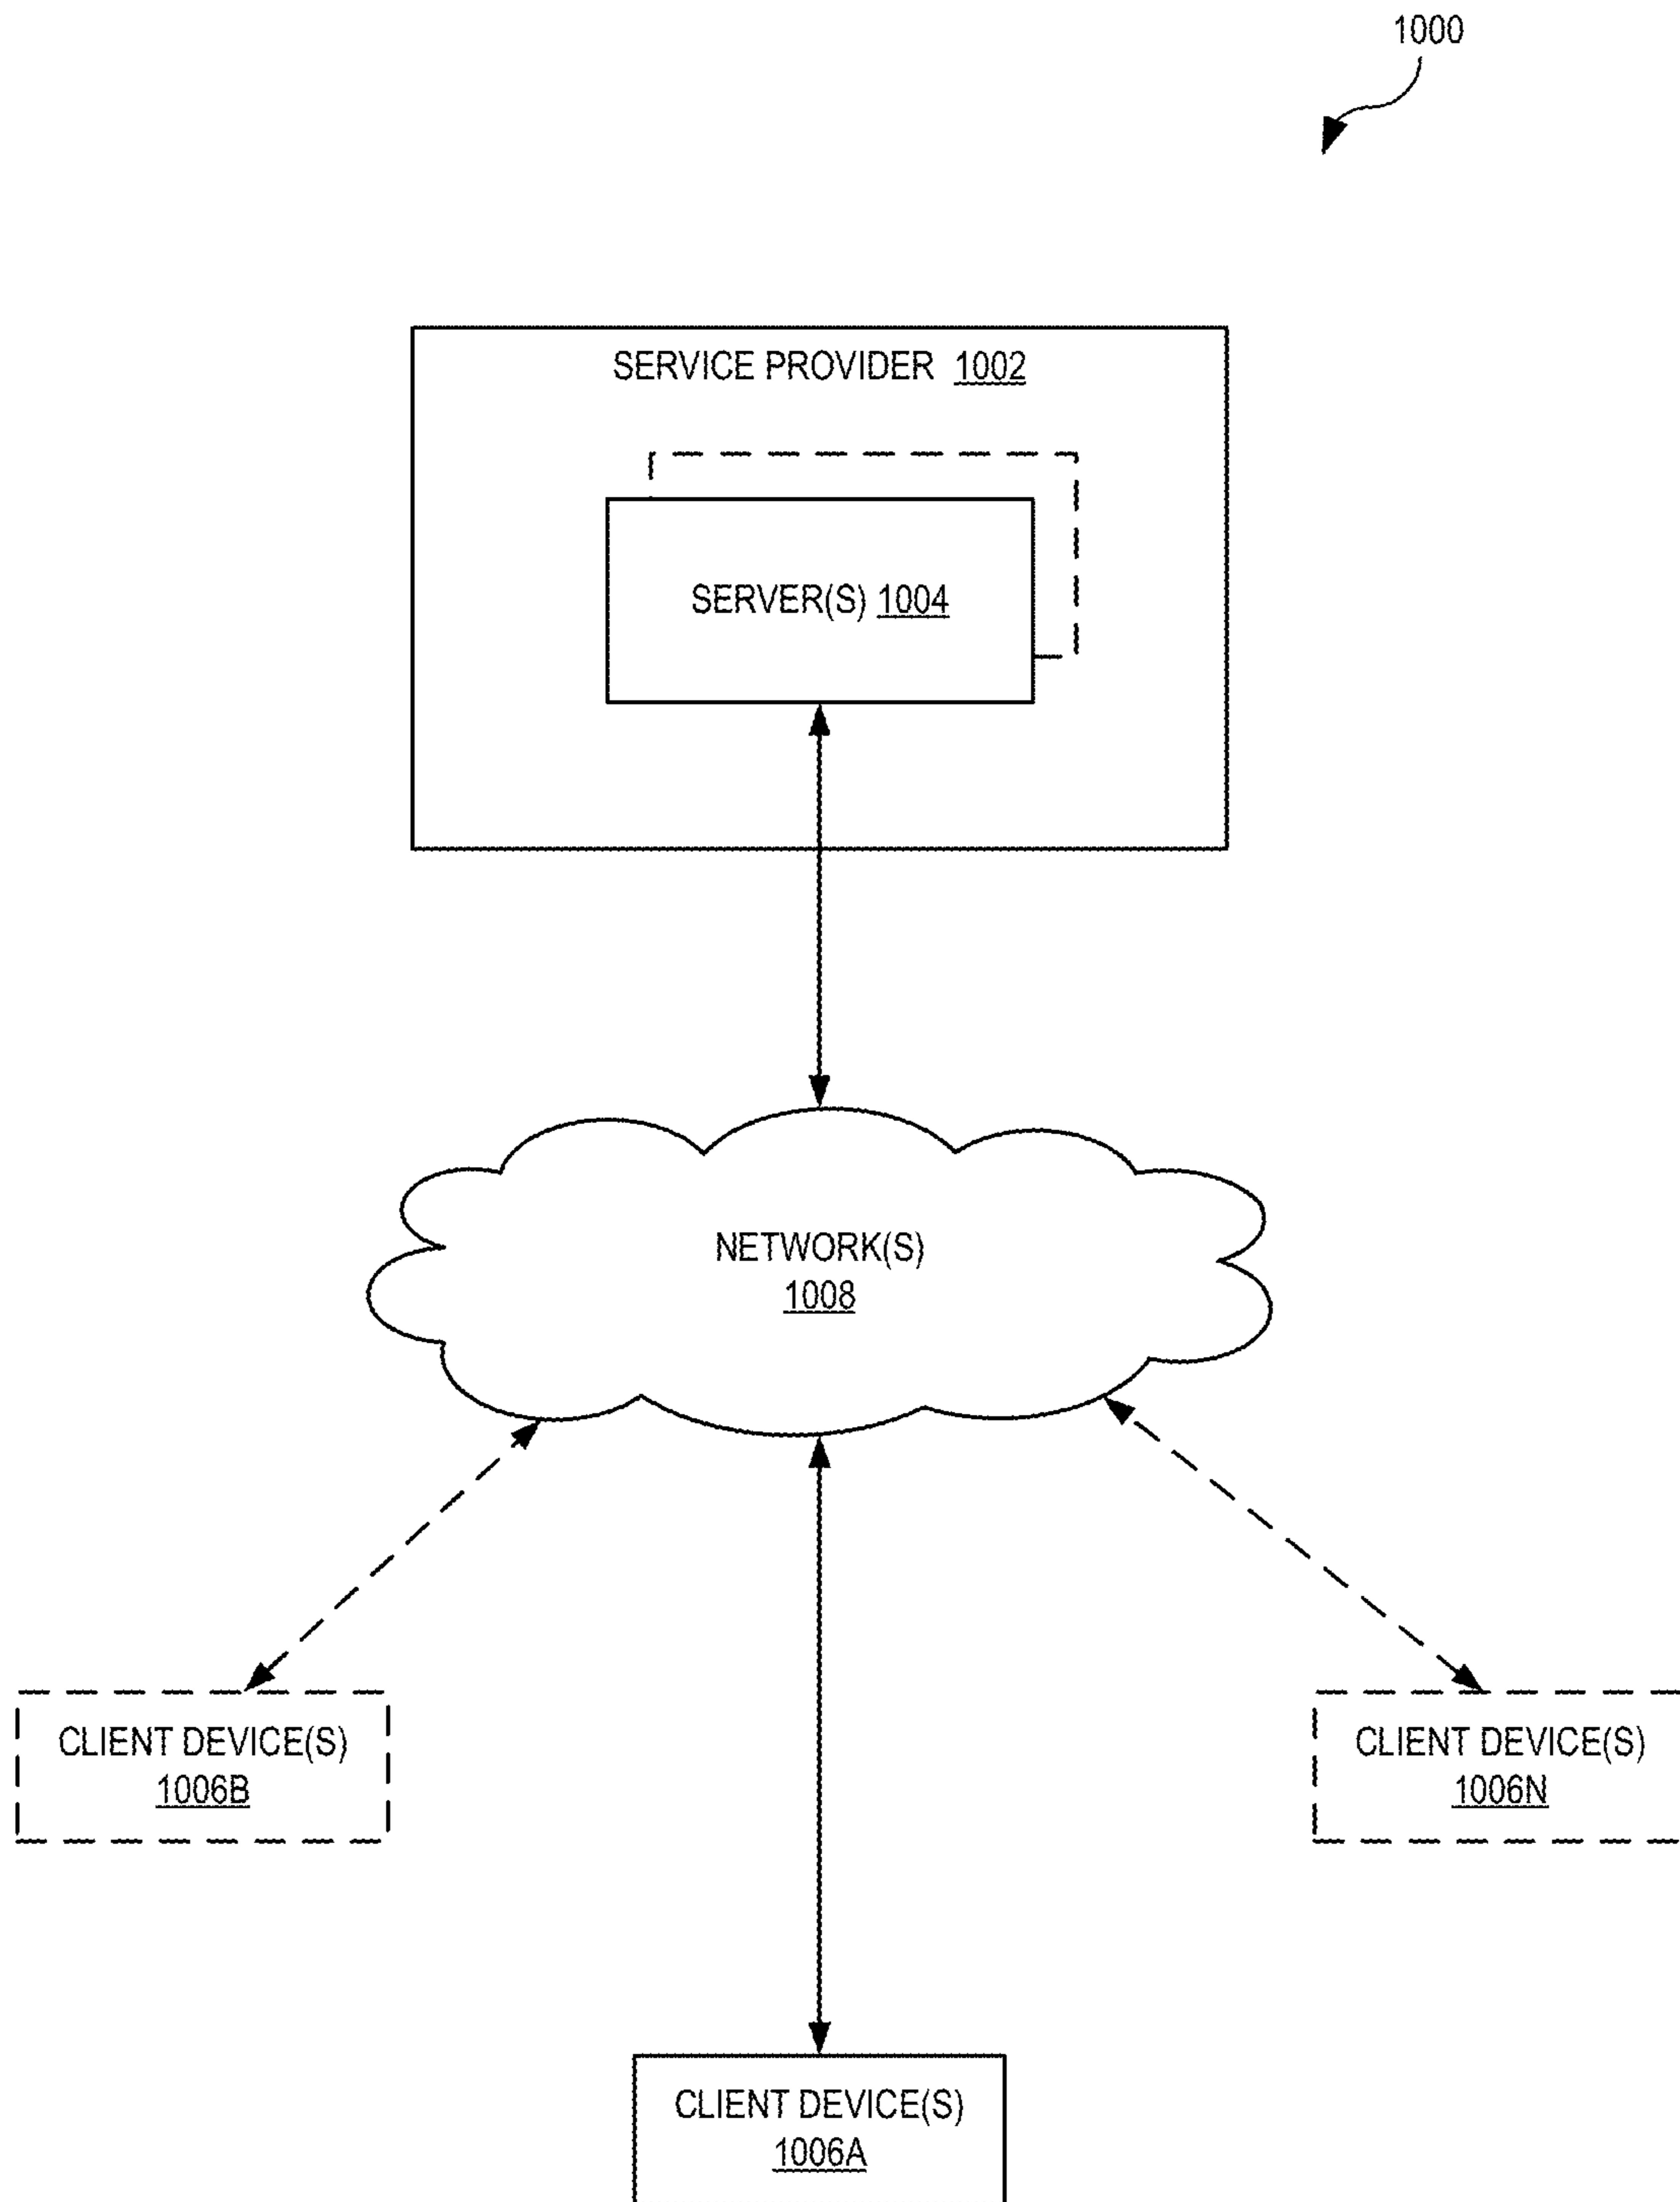 1000
SERVICE PROVIDER 1002
SERVER(S) 1004
NETWORK(S)
1008
CLIENT DEVICE(S)
1006B
CLIENT DEVICE(S)
1006N
CLIENT DEVICE(S)
1006A